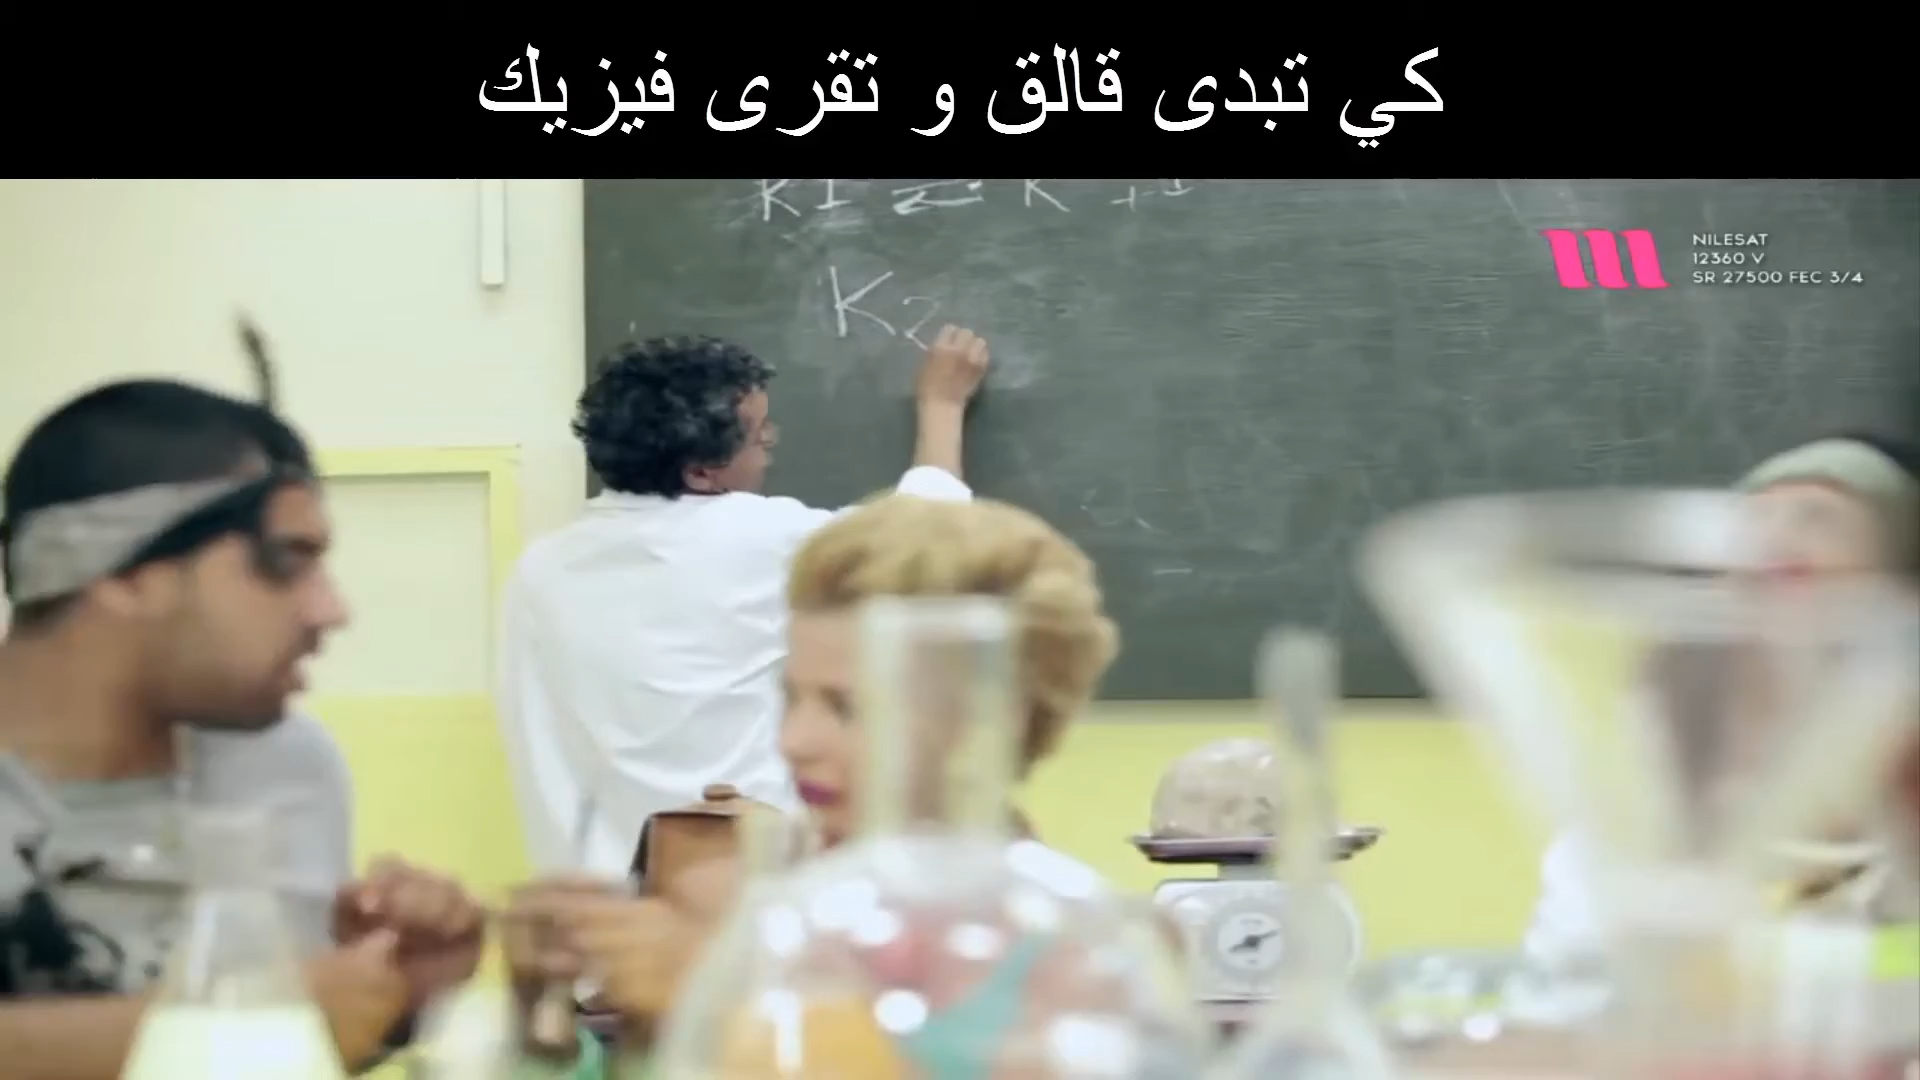 كي تبدى قالق و تقرى فيزيك
NILESAT
12360 V
SR 27500 FEC 3/4
K2